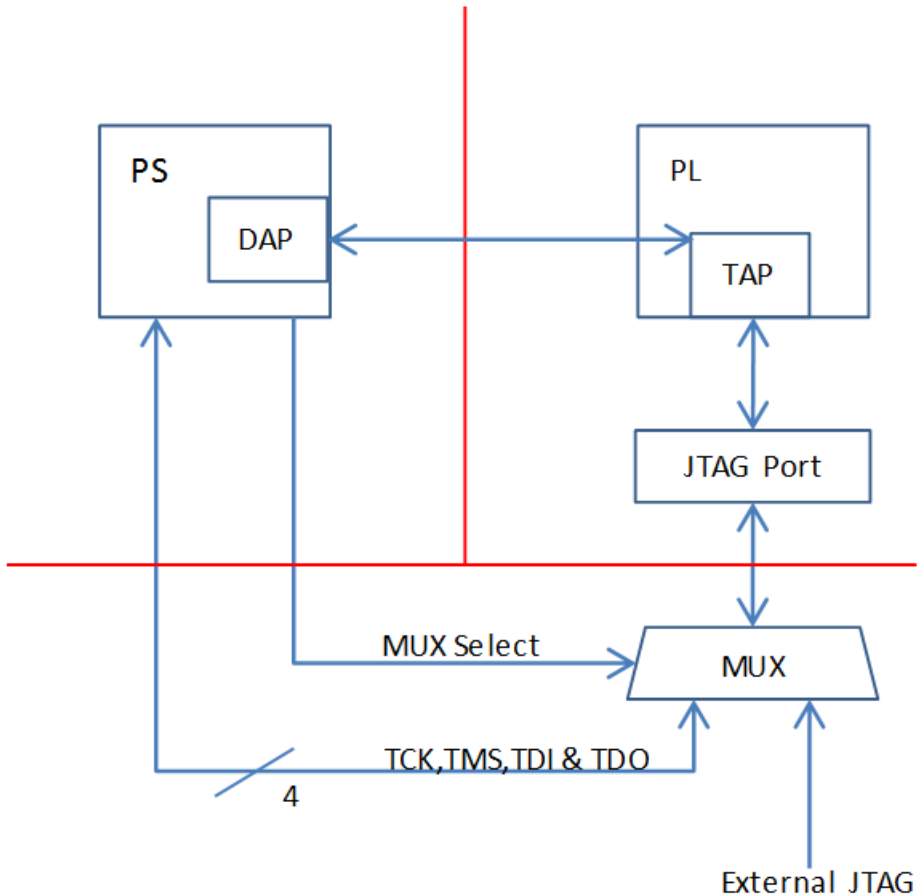 PS
PL
DAP
TAP
JTAG Port
MUX Select
MUX
TCK,TMS,TDI & TDO
4
External JTAG